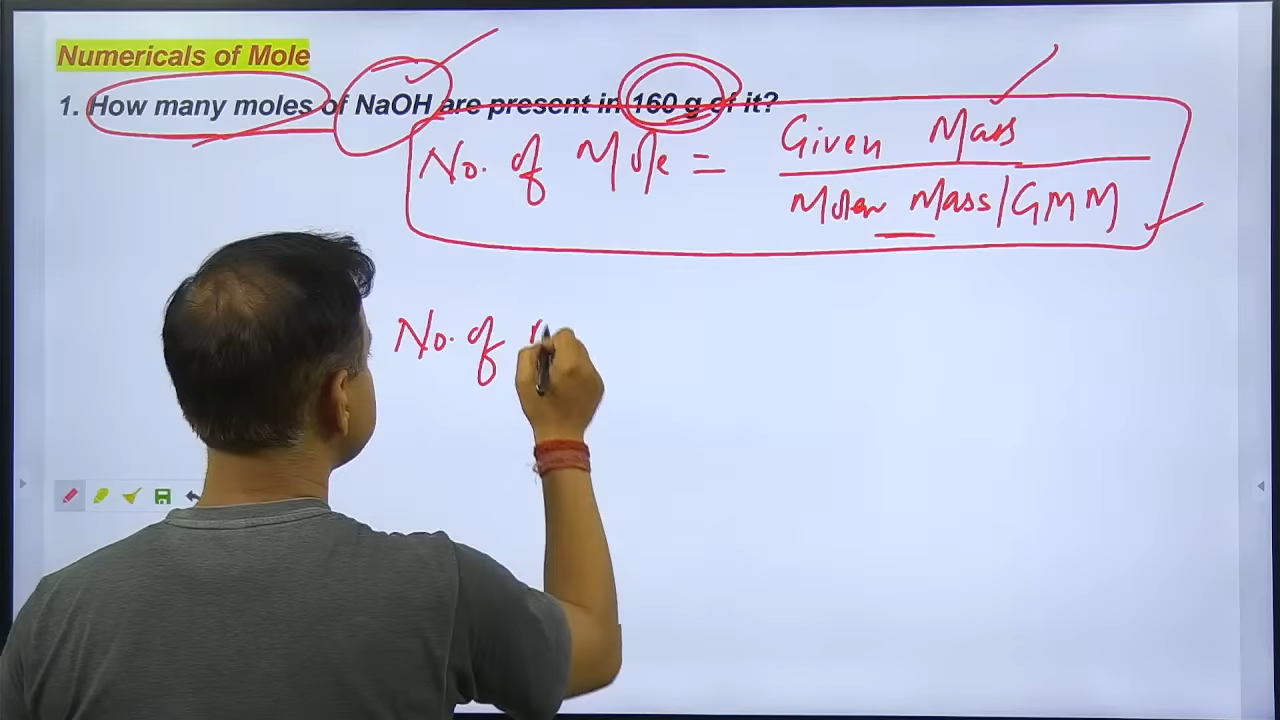 Numericals of Mole
1. How many moles of NaOH are present in 160 g of it?
No. of Mole = Given Mass
Molar Mass/GMM
No. of